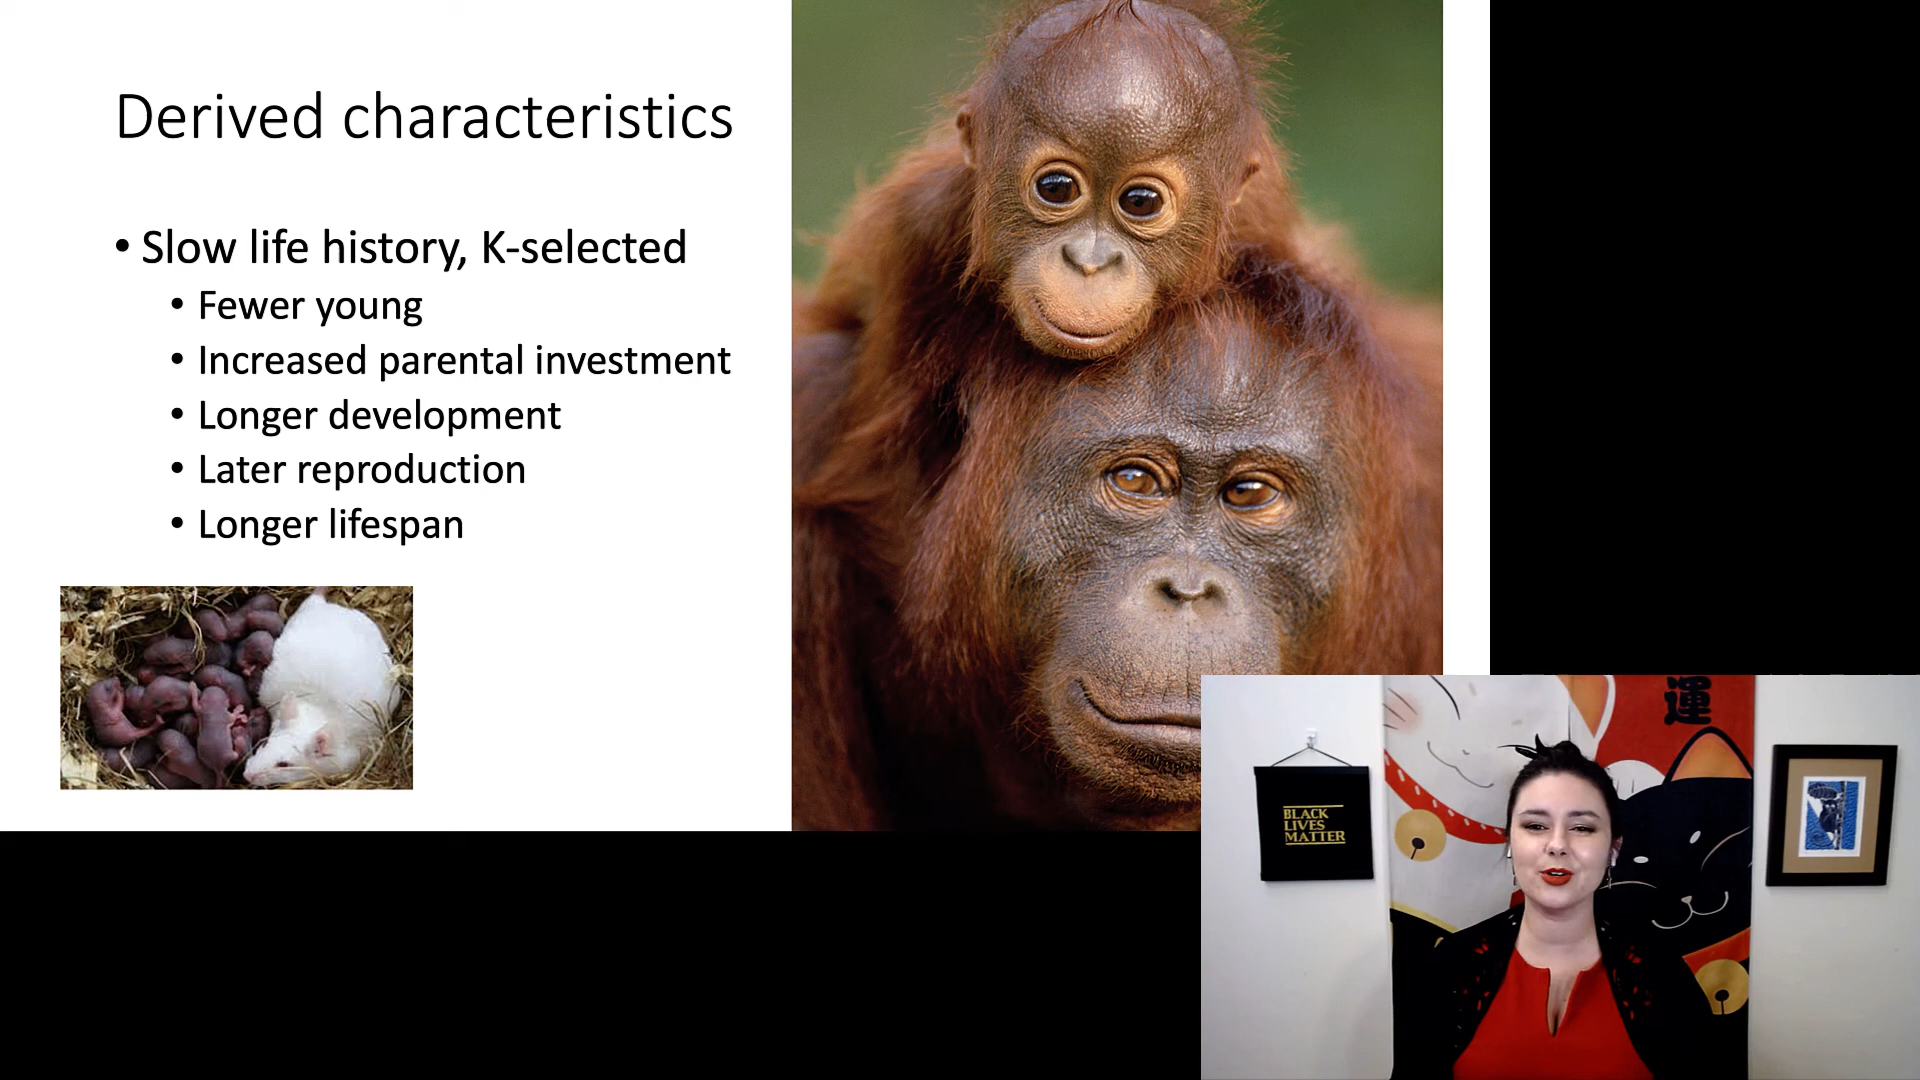 Derived characteristics
• Slow life history, K-selected
• Fewer young
• Increased parental investment
• Longer development
• Later reproduction
• Longer lifespan
運
BLACK
LIVES
MATTER